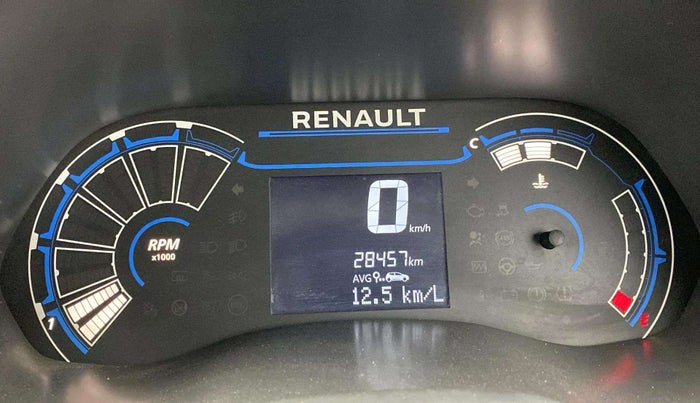 RENAULT
C
0 km/h
RPM
x1000
28457km
AVG
12.5 km/L
1
E